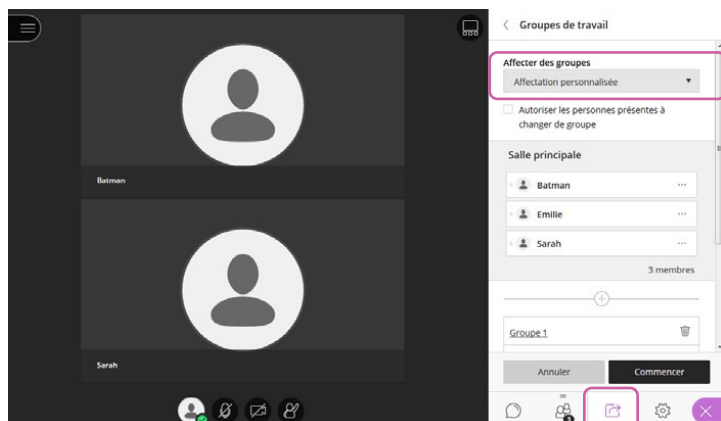 Groupes de travail
Affecter des groupes
Affectation personnalisée
Autoriser les personnes présentes à
changer de groupe
Salle principale
Batman
Emilie
Sarah
3 membres
Groupe 1
Annuler
Commencer
3
Batman
Sarah